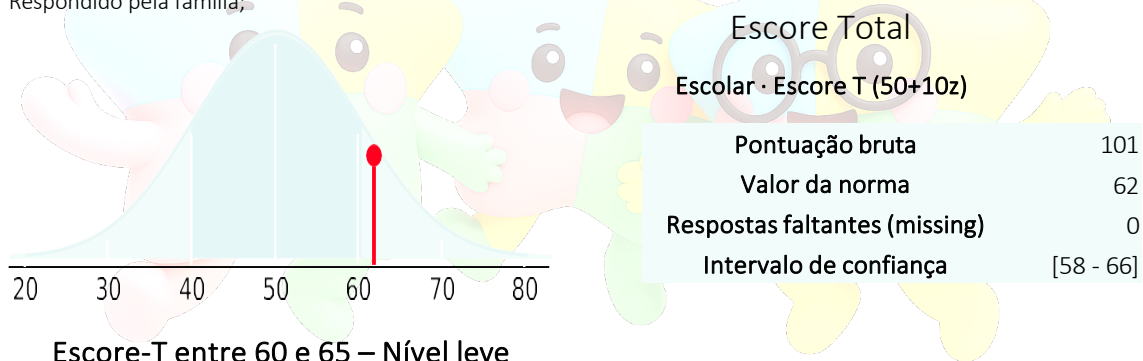 Respondido pela família;
Escore Total
Escolar · Escore T (50+10z)
Pontuação bruta 101
Valor da norma 62
Respostas faltantes (missing) 0
Intervalo de confiança [58 - 66]
20 30 40 50 60 70 80
Escore-T entre 60 e 65 – Nível leve